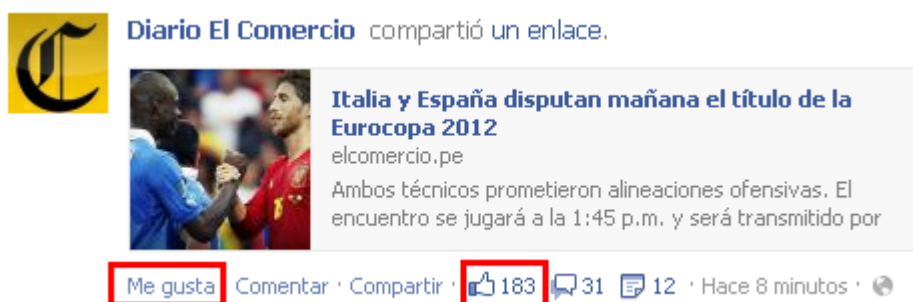 Diario El Comercio compartió un enlace.
Italia y España disputan mañana el título de la
Eurocopa 2012
elcomercio.pe
Ambos técnicos prometieron alineaciones ofensivas. El
encuentro se jugará a la 1:45 p.m. y será transmitido por
Me gusta · Comentar · Compartir · 183 31 12 · Hace 8 minutos ·